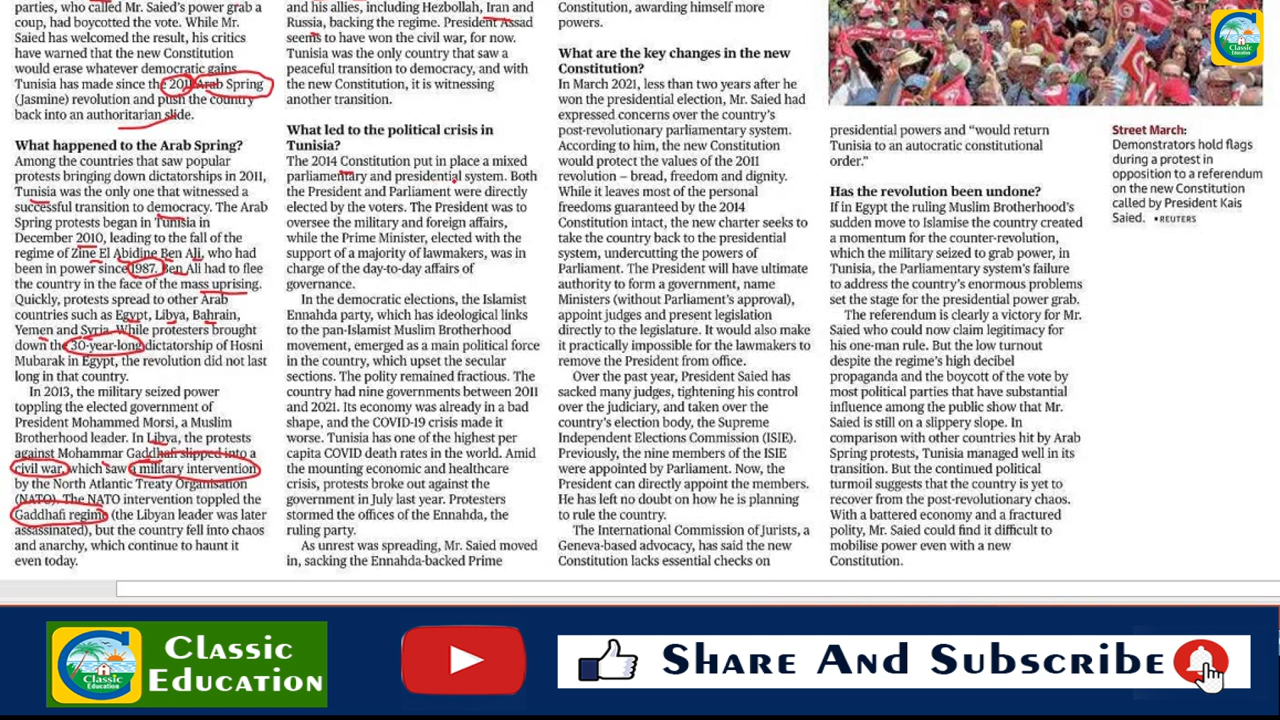 parties, who called Mr. Saied's power grab a
coup, had boycotted the vote. While Mr.
Saied has welcomed the result, his critics
have warned that the new Constitution
would erase whatever democratic gains
Tunisia has made since the 2011 Arab Spring
(Jasmine) revolution and push the country
back into an authoritarian slide.
What happened to the Arab Spring?
Among the countries that saw popular
protests bringing down dictatorships in 2011,
Tunisia was the only one that witnessed a
successful transition to democracy. The Arab
Spring protests began in Tunisia in
December 2010, leading to the fall of the
regime of Zine El Abidine Ben Ali, who had
been in power since 1987. Ben Ali had to flee
the country in the face of the mass uprising.
Quickly, protests spread to other Arab
countries such as Egypt, Libya, Bahrain,
Yemen and Syria. While protesters brought
down the 30-year-long dictatorship of Hosni
Mubarak in Egypt, the revolution did not last
long in that country.
In 2013, the military seized power
toppling the elected government of
President Mohammed Morsi, a Muslim
Brotherhood leader. In Libya, the protests
against Mohammar Gaddhafi slipped into a
civil war, which saw a military intervention
by the North Atlantic Treaty Organisation
(NATO). The NATO intervention toppled the
Gaddhafi regime (the Libyan leader was later
assassinated), but the country fell into chaos
and anarchy, which continue to haunt it
even today.
and his allies, including Hezbollah, Iran and
Russia, backing the regime. President Assad
seems to have won the civil war, for now.
Tunisia was the only country that saw a
peaceful transition to democracy, and with
the new Constitution, it is witnessing
another transition.
What led to the political crisis in
Tunisia?
The 2014 Constitution put in place a mixed
parliamentary and presidential system. Both
the President and Parliament were directly
elected by the voters. The President was to
oversee the military and foreign affairs,
while the Prime Minister, elected with the
support of a majority of lawmakers, was in
charge of the day-to-day affairs of
governance.
In the democratic elections, the Islamist
Ennahda party, which has ideological links
to the pan-Islamist Muslim Brotherhood
movement, emerged as a main political force
in the country, which upset the secular
sections. The polity remained fractious. The
country had nine governments between 2011
and 2021. Its economy was already in a bad
shape, and the COVID-19 crisis made it
worse. Tunisia has one of the highest per
capita COVID death rates in the world. Amid
the mounting economic and healthcare
crisis, protests broke out against the
government in July last year. Protesters
stormed the offices of the Ennahda, the
ruling party.
As unrest was spreading, Mr. Saied moved
in, sacking the Ennahda-backed Prime
Constitution, awarding himself more
powers.
What are the key changes in the new
Constitution?
In March 2021, less than two years after he
won the presidential election, Mr. Saied had
expressed concerns over the country's
post-revolutionary parliamentary system.
According to him, the new Constitution
would protect the values of the 2011
revolution – bread, freedom and dignity.
While it leaves most of the personal
freedoms guaranteed by the 2014
Constitution intact, the new charter seeks to
take the country back to the presidential
system, undercutting the powers of
Parliament. The President will have ultimate
authority to form a government, name
Ministers (without Parliament's approval),
appoint judges and present legislation
directly to the legislature. It would also make
it practically impossible for the lawmakers to
remove the President from office.
Over the past year, President Saied has
sacked many judges, tightening his control
over the judiciary, and taken over the
country's election body, the Supreme
Independent Elections Commission (ISIE).
Previously, the nine members of the ISIE
were appointed by Parliament. Now, the
President can directly appoint the members.
He has left no doubt on how he is planning
to rule the country.
The International Commission of Jurists, a
Geneva-based advocacy, has said the new
Constitution lacks essential checks on
presidential powers and “would return
Tunisia to an autocratic constitutional
order.”
Has the revolution been undone?
If in Egypt the ruling Muslim Brotherhood's
sudden move to Islamise the country created
a momentum for the counter-revolution,
which the military seized to grab power, in
Tunisia, the Parliamentary system's failure
to address the country's enormous problems
set the stage for the presidential power grab.
The referendum is clearly a victory for Mr.
Saied who could now claim legitimacy for
his one-man rule. But the low turnout
despite the regime's high decibel
propaganda and the boycott of the vote by
most political parties that have substantial
influence among the public show that Mr.
Saied is still on a slippery slope. In
comparison with other countries hit by Arab
Spring protests, Tunisia managed well in its
transition. But the continued political
turmoil suggests that the country is yet to
recover from the post-revolutionary chaos.
With a battered economy and a fractured
polity, Mr. Saied could find it difficult to
mobilise power even with a new
Constitution.
Street March:
Demonstrators hold flags
during a protest in
opposition to a referendum
on the new Constitution
called by President Kais
Saied. • REUTERS
Classic
Education
Classic
Education
Classic
Education
Share And Subscribe